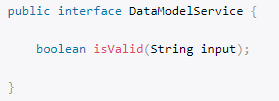 public interface DataModelService {
boolean isValid(String input);
}